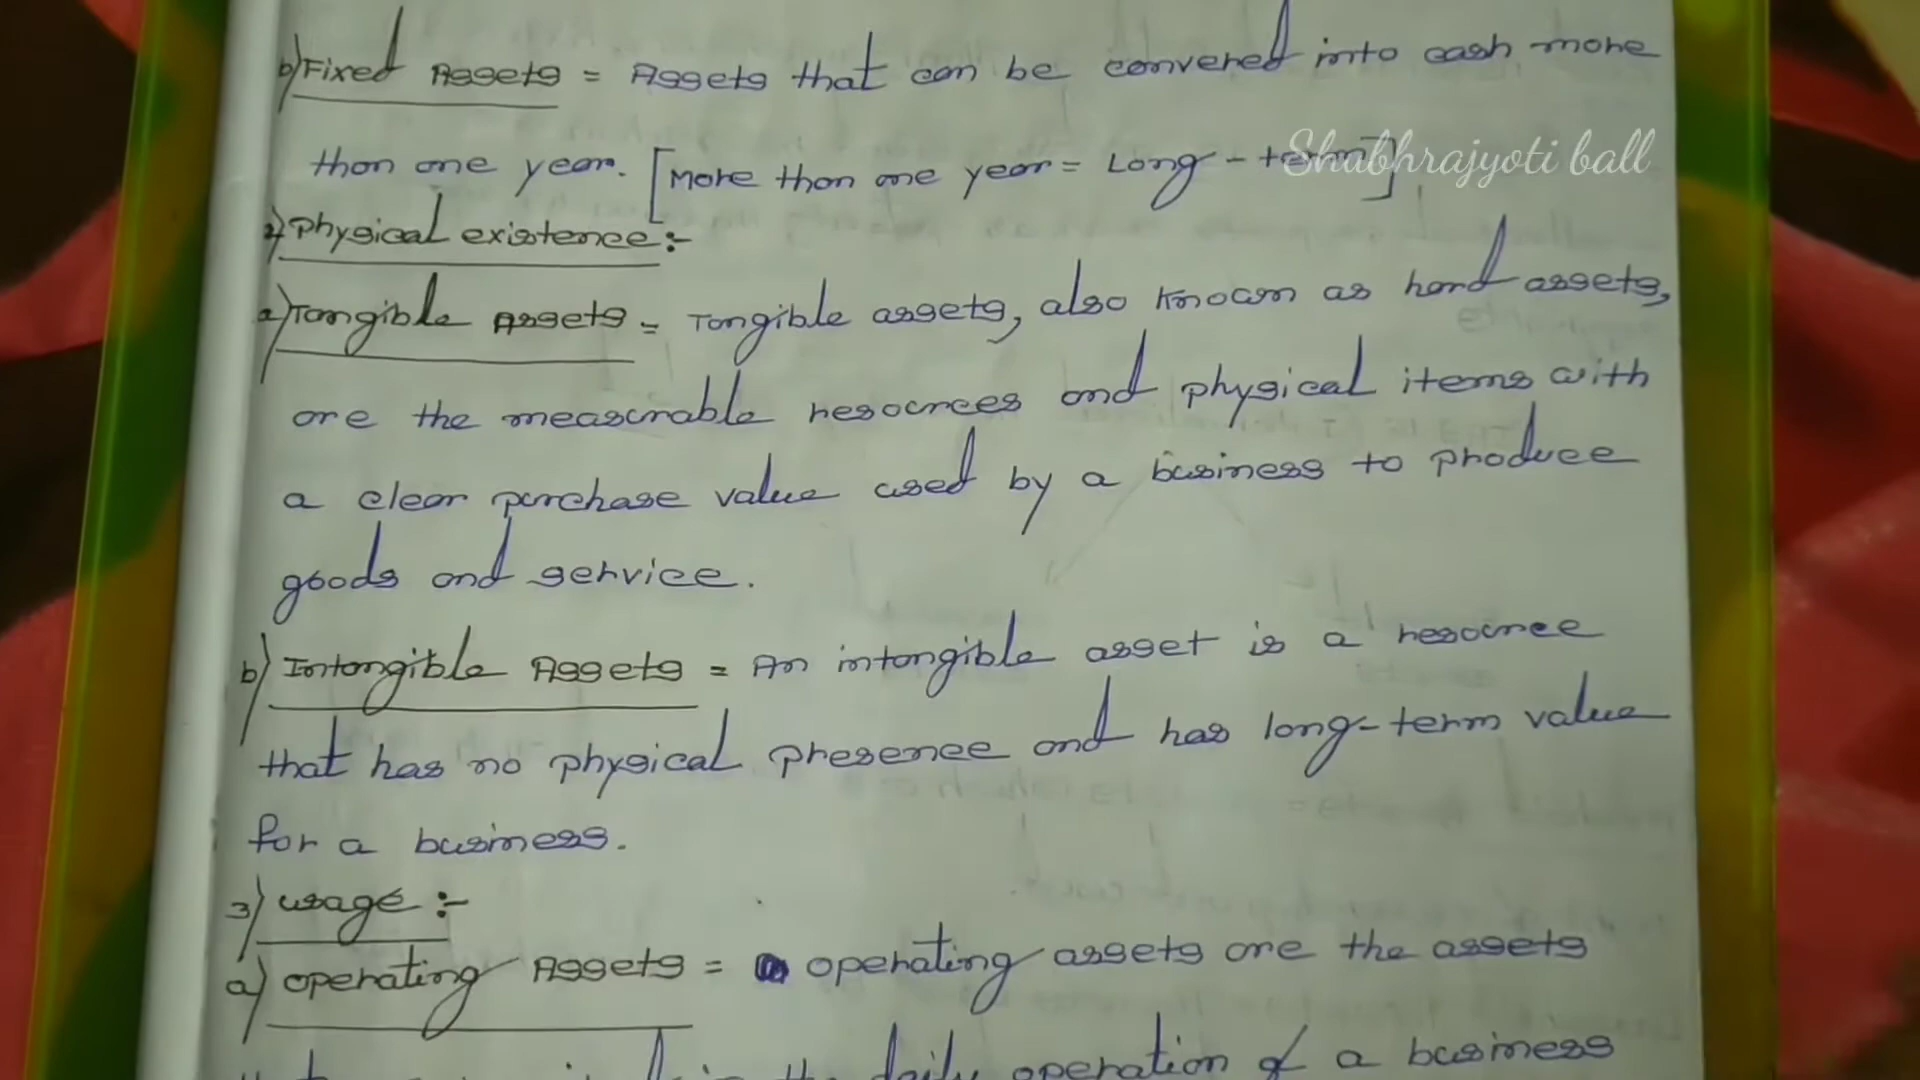 b) Fixed Assets = Assets that can be convered into cash more
than one year. [More than one year = Long-term]
Shubhrajyoti ball
2) Physical existence :-
a) Tangible Assets = Tangible assets, also known as hard assets,
are the measurable resources and physical items with
a clear purchase value used by a business to produce
goods and service.
b) Intangible Assets = An intangible asset is a resource
that has no physical presence and has long-term value
for a business.
3) usage :-
a) operating Assets = operating assets are the assets
the daily operation of a business